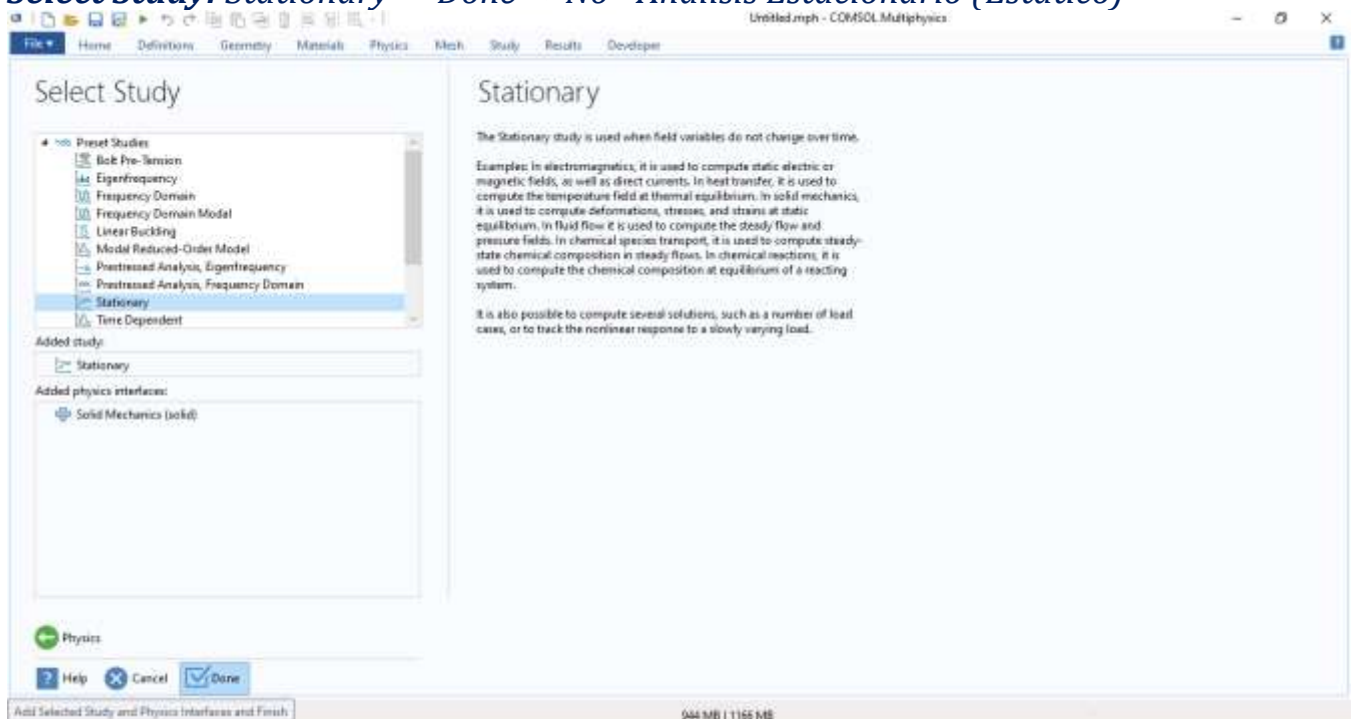 Select Study: Stationary Done No Análisis Estacionario (Estático)
Untitled.mph - COMSOL Multiphysics
File Home Definitions Geometry Materials Physics Mesh Study Results Developer
Select Study
Preset Studies
Bolt Pre-Tension
Eigenfrequency
Frequency Domain
Frequency Domain Modal
Linear Buckling
Modal Reduced-Order Model
Prestressed Analysis, Eigenfrequency
Prestressed Analysis, Frequency Domain
Stationary
Time Dependent
Added study:
Stationary
Added physics interfaces:
Solid Mechanics (solid)
Physics
Help Cancel Done
Add Selected Study and Physics Interfaces and Finish
Stationary
The Stationary study is used when field variables do not change over time.
Examples: In electromagnetics, it is used to compute static electric or
magnetic fields, as well as direct currents. In heat transfer, it is used to
compute the temperature field at thermal equilibrium. In solid mechanics,
it is used to compute deformations, stresses, and strains at static
equilibrium. In fluid flow it is used to compute the steady flow and
pressure fields. In chemical species transport, it is used to compute steady-
state chemical composition in steady flows. In chemical reactions, it is
used to compute the chemical composition at equilibrium of a reacting
system.
It is also possible to compute several solutions, such as a number of load
cases, or to track the nonlinear response to a slowly varying load.
944 MB | 1166 MB